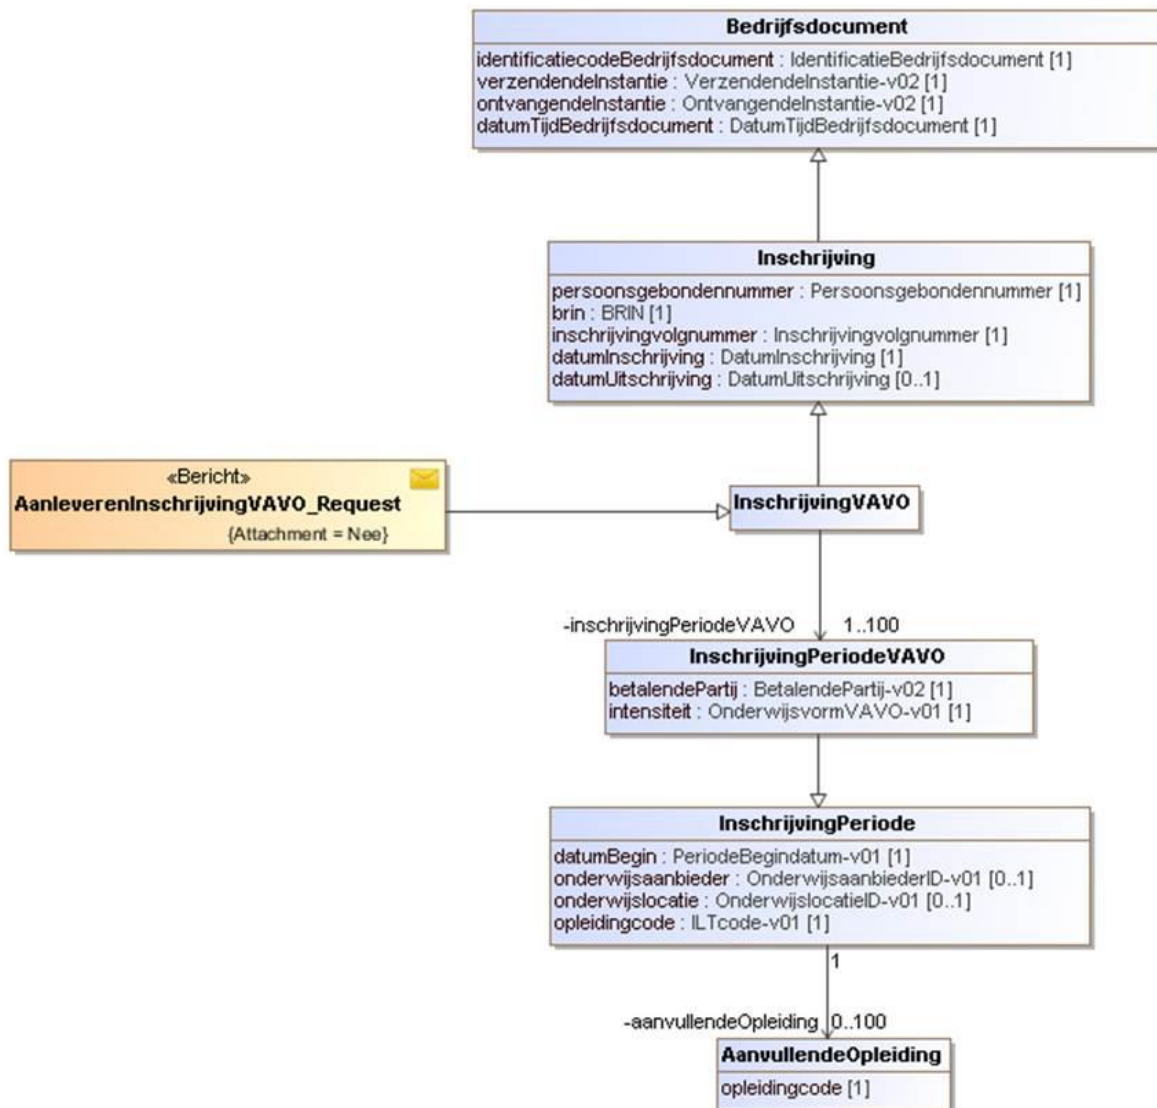 Bedrijfsdocument
identificatiecodeBedrijfsdocument : IdentificatieBedrijfsdocument [1]
verzendendeInstantie : VerzendendeInstantie-v02 [1]
ontvangendeInstantie : OntvangendeInstantie-v02 [1]
datumTijdBedrijfsdocument : DatumTijdBedrijfsdocument [1]
Inschrijving
persoonsgebondennummer : Persoonsgebondennummer [1]
brin : BRIN [1]
inschrijvingvolgnummer : Inschrijvingvolgnummer [1]
datumInschrijving : DatumInschrijving [1]
datumUitschrijving : DatumUitschrijving [0..1]
«Bericht»
AanleverenInschrijvingVAVO_Request
{Attachment = Nee}
InschrijvingVAVO
-inschrijvingPeriodeVAVO 1..100
InschrijvingPeriodeVAVO
betalendePartij : BetalendePartij-v02 [1]
intensiteit : OnderwijsvormVAVO-v01 [1]
InschrijvingPeriode
datumBegin : PeriodeBegindatum-v01 [1]
onderwijsaanbieder : OnderwijsaanbiederID-v01 [0..1]
onderwijslocatie : OnderwijslocatieID-v01 [0..1]
opleidingcode : ILTcode-v01 [1]
1
-aanvullendeOpleiding 0..100
AanvullendeOpleiding
opleidingcode [1]